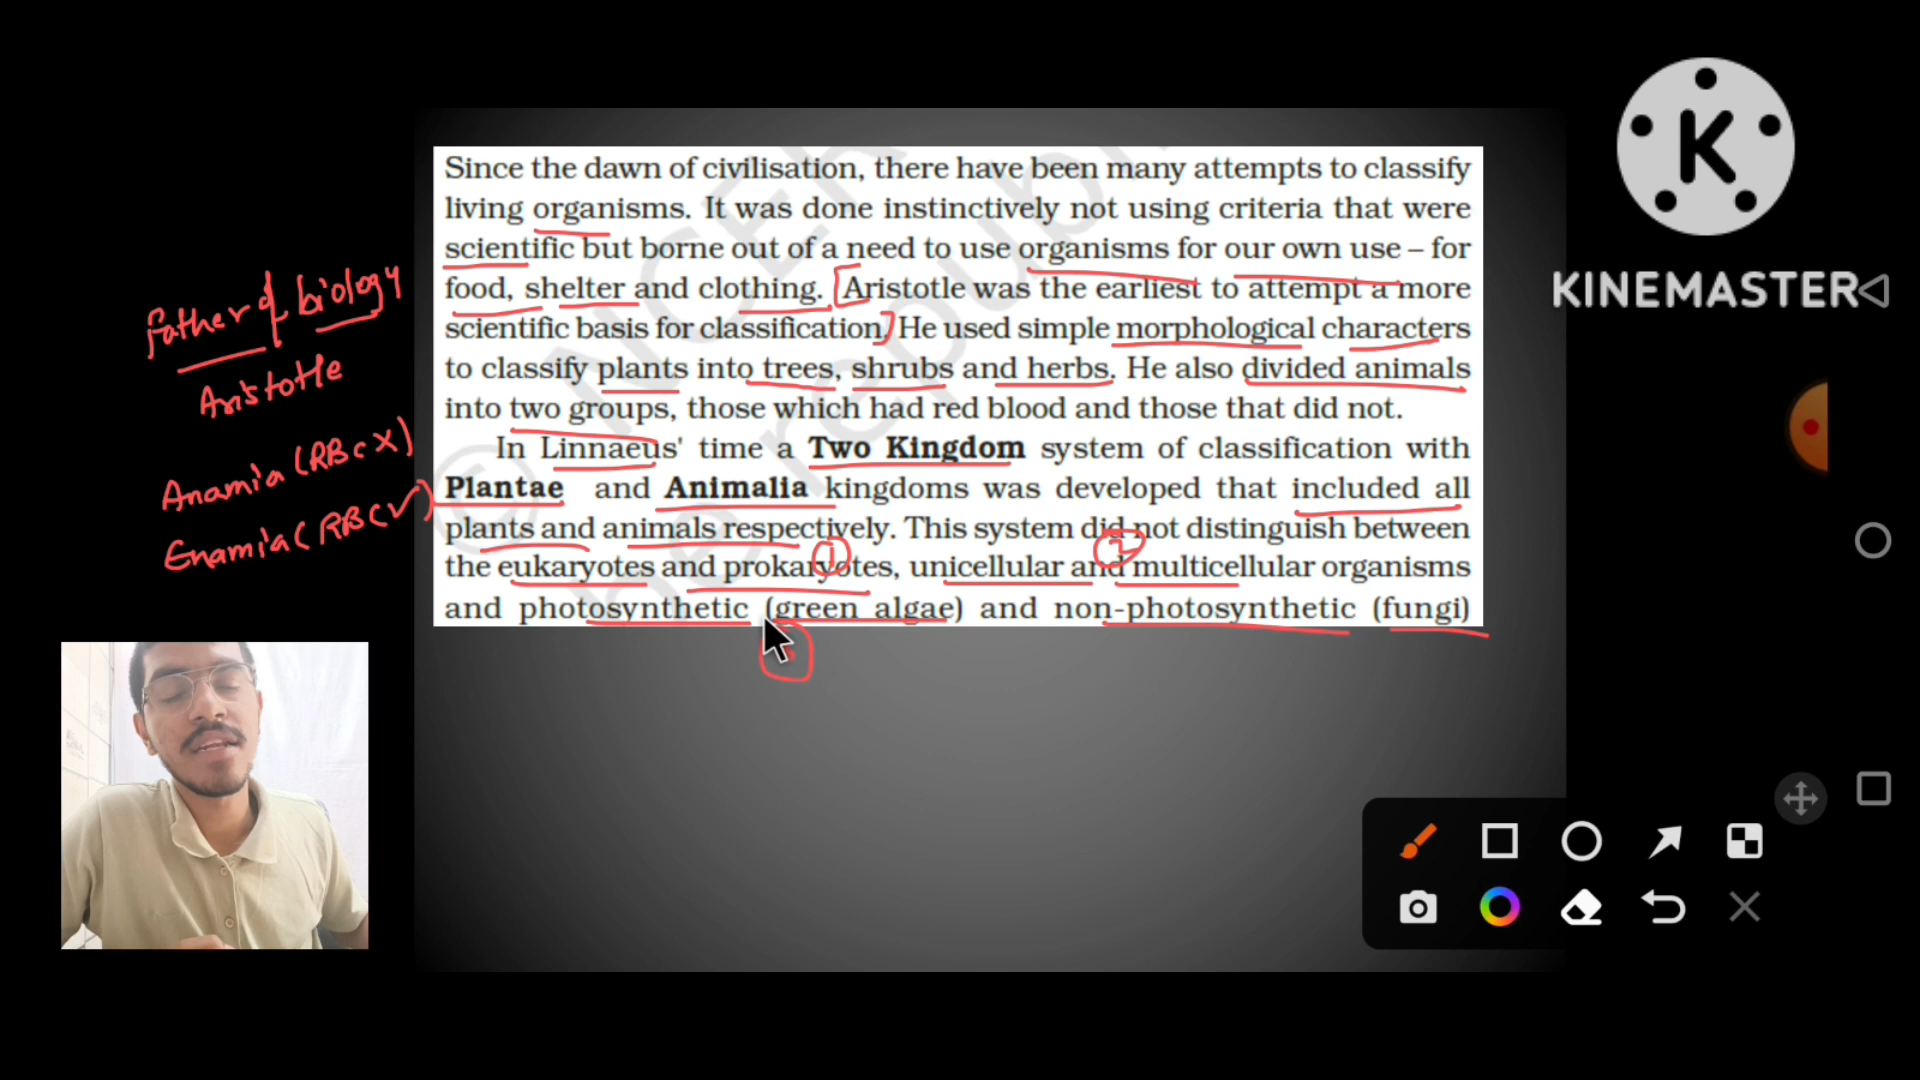 Since the dawn of civilisation, there have been many attempts to classify
living organisms. It was done instinctively not using criteria that were
scientific but borne out of a need to use organisms for our own use – for
food, shelter and clothing. Aristotle was the earliest to attempt a more
scientific basis for classification. He used simple morphological characters
to classify plants into trees, shrubs and herbs. He also divided animals
into two groups, those which had red blood and those that did not.
In Linnaeus' time a Two Kingdom system of classification with
Plantae and Animalia kingdoms was developed that included all
plants and animals respectively. This system did not distinguish between
the eukaryotes and prokaryotes, unicellular and multicellular organisms
and photosynthetic (green algae) and non-photosynthetic (fungi)
1
2
father of biology
Aristotle
Anamia (RBC X)
Enamia (RBC ✓)
© NCERT
be republi
K
KINEMASTER